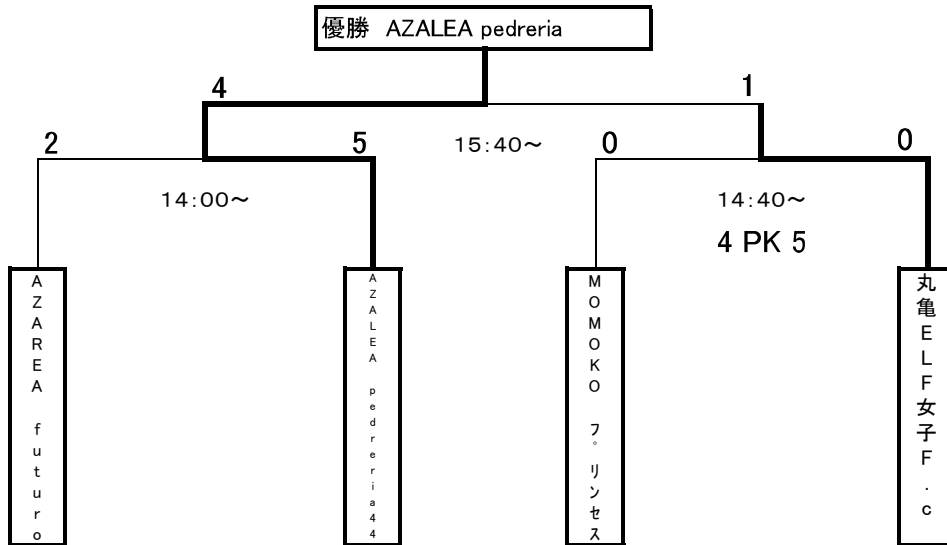 優勝 AZALEA pedreria
4
1
2
5
15:40～
0
0
14:00～
14:40～
4 PK 5
AZAREA futuro
AZALEA pedreria44
MOMOKO プリンセス
丸亀ELF女子F.c